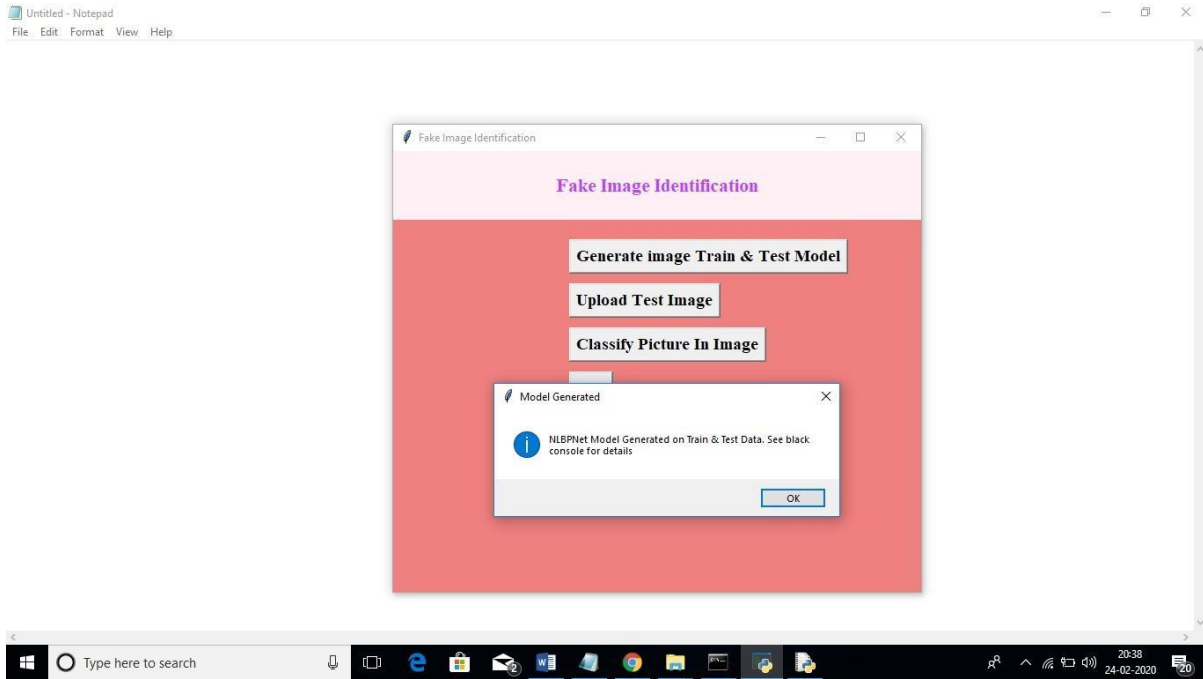 Untitled - Notepad
File Edit Format View Help
Fake Image Identification
Fake Image Identification
Generate image Train & Test Model
Upload Test Image
Classify Picture In Image
Model Generated
NLBPNet Model Generated on Train & Test Data. See black
console for details
OK
Type here to search
2
20:38
24-02-2020
20